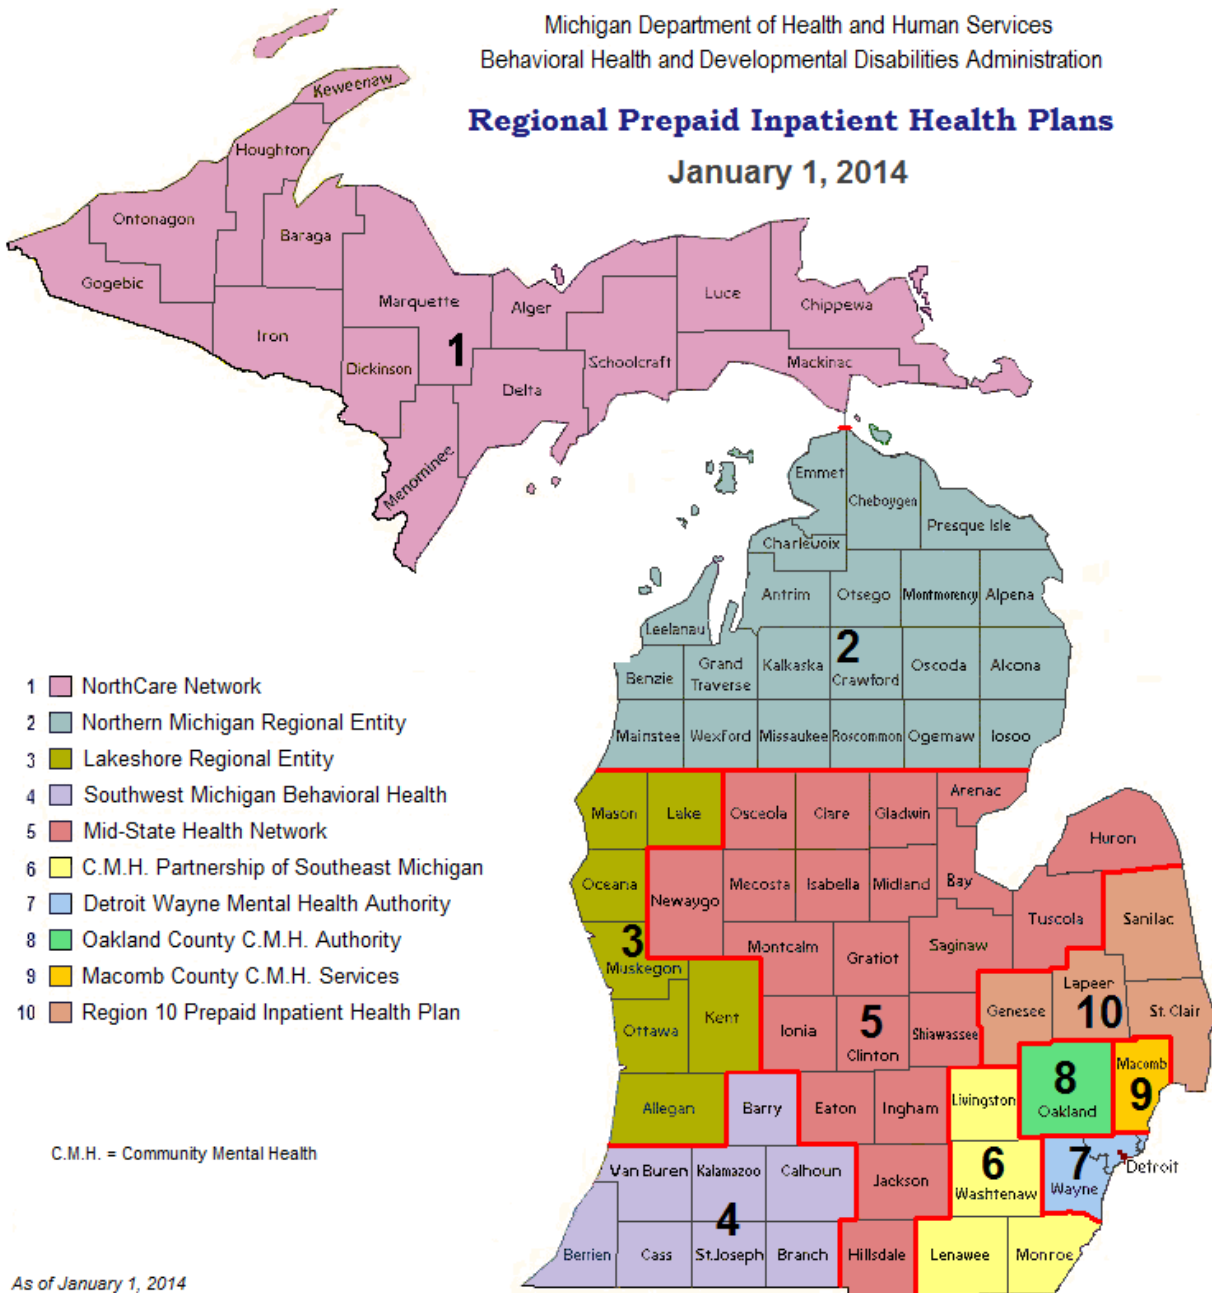 Michigan Department of Health and Human Services
Behavioral Health and Developmental Disabilities Administration
Regional Prepaid Inpatient Health Plans
January 1, 2014
Keweenaw
Houghton
Ontonagon
Baraga
Gogebic
Marquette
Alger
Luce
Chippewa
Iron
1
Schoolcraft
Mackinac
Dickinson
Delta
Menominee
Emmet
Cheboygen
Presque Isle
Charlevoix
Antrim
Otsego
Montmorency
Alpena
Leelanau
2
Benzie
Grand
Traverse
Kalkaska
Crawford
Oscoda
Alcona
Mainstee
Wexford
Missaukee
Roscommon
Ogemaw
Iosoo
1 NorthCare Network
2 Northern Michigan Regional Entity
3 Lakeshore Regional Entity
4 Southwest Michigan Behavioral Health
5 Mid-State Health Network
6 C.M.H. Partnership of Southeast Michigan
7 Detroit Wayne Mental Health Authority
8 Oakland County C.M.H. Authority
9 Macomb County C.M.H. Services
10 Region 10 Prepaid Inpatient Health Plan
Mason
Lake
Osceola
Clare
Gladwin
Arenac
Huron
Oceana
Newaygo
Mecosta
Isabella
Midland
Bay
Tuscola
Sanilac
3
Muskegon
Montcalm
Gratiot
Saginaw
Lapeer
Ottawa
Kent
Ionia
5
Clinton
Shiawassee
Genesee
10
St. Clair
Allegan
Barry
Eaton
Ingham
Livingston
8
Oakland
Macomb
9
Van Buren
Kalamazoo
Calhoun
Jackson
6
Washtenaw
7
Wayne
Detroit
4
Berrien
Cass
St.Joseph
Branch
Hillsdale
Lenawee
Monroe
C.M.H. = Community Mental Health
As of January 1, 2014